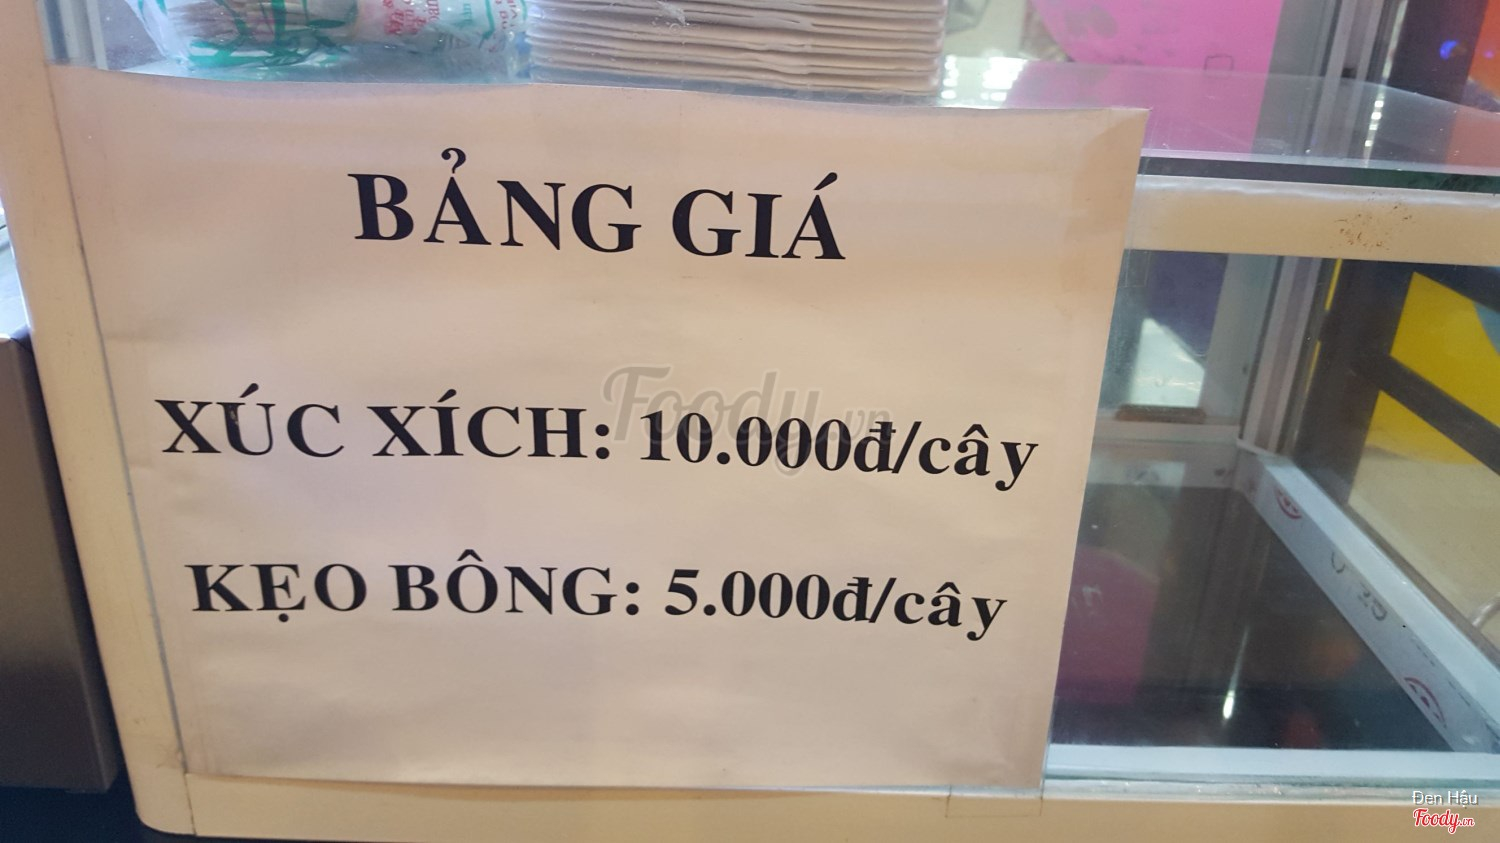 BẢNG GIÁ
XÚC XÍCH: 10.000đ/cây
KẸO BÔNG: 5.000đ/cây
Foody.vn
Đen Hậu
Foody.vn